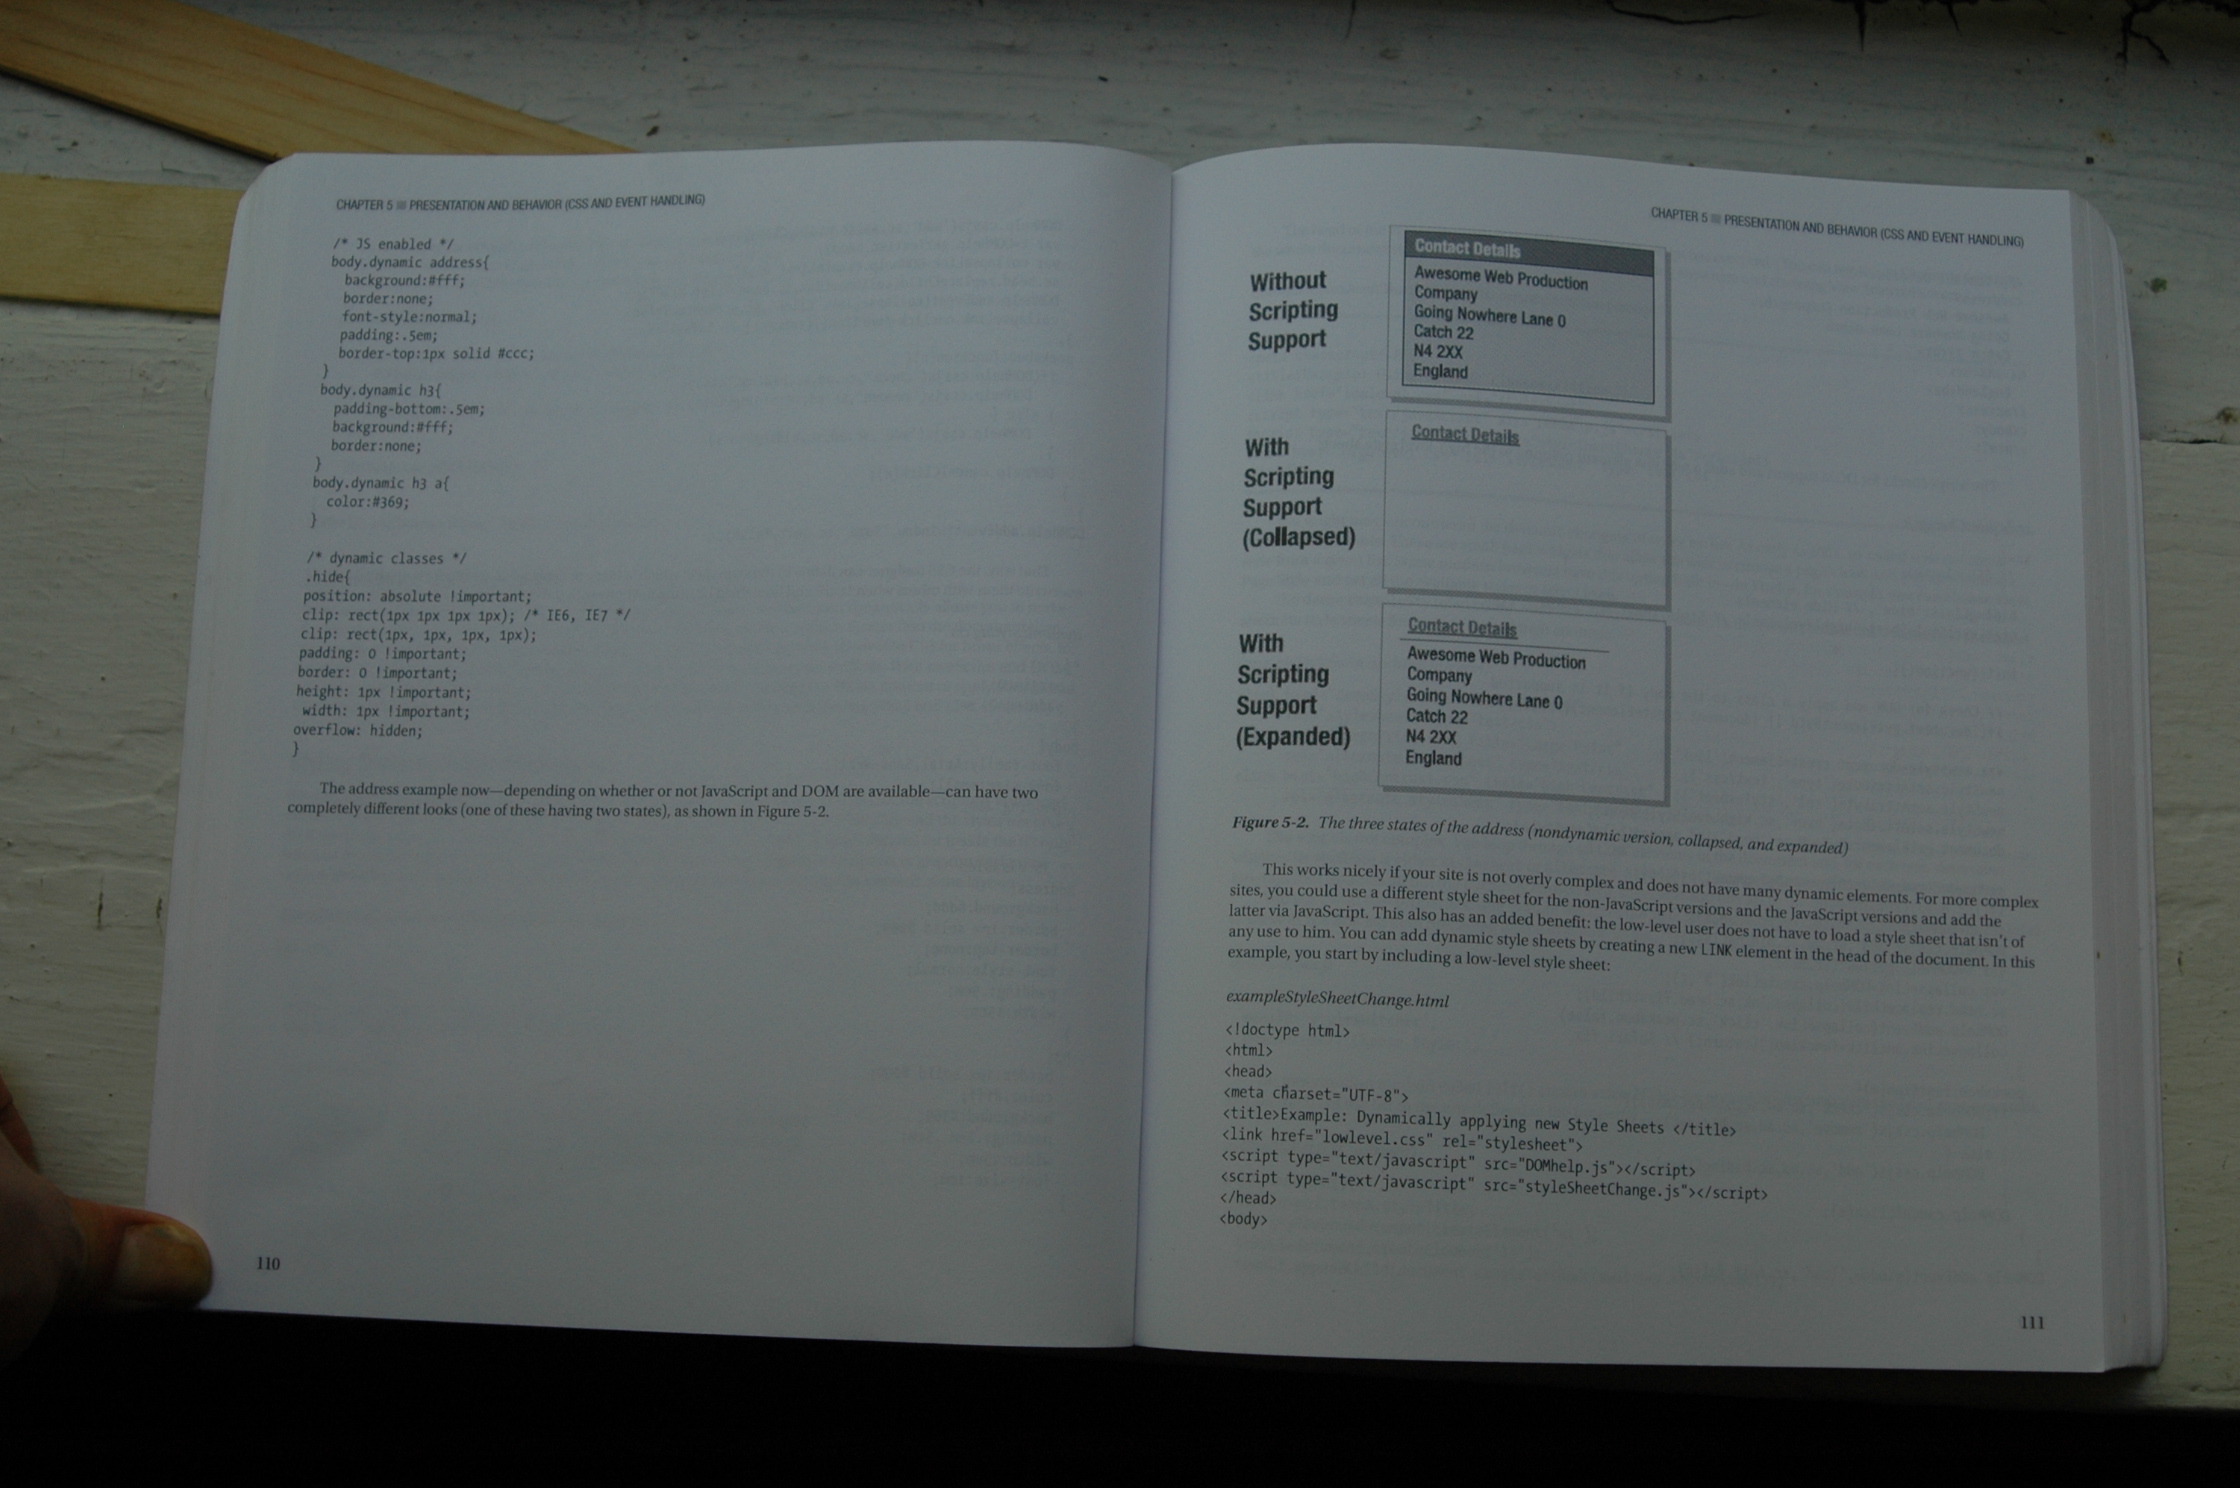 CHAPTER 5 ■ PRESENTATION AND BEHAVIOR (CSS AND EVENT HANDLING)
/* JS enabled */
body.dynamic address{
background:#fff;
border:none;
font-style:normal;
padding:.5em;
border-top:1px solid #ccc;
}
body.dynamic h3{
padding-bottom:.5em;
background:#fff;
border:none;
}
body.dynamic h3 a{
color:#369;
}
/* dynamic classes */
.hide{
position: absolute !important;
clip: rect(1px 1px 1px 1px); /* IE6, IE7 */
clip: rect(1px, 1px, 1px, 1px);
padding: 0 !important;
border: 0 !important;
height: 1px !important;
width: 1px !important;
overflow: hidden;
}
The address example now—depending on whether or not JavaScript and DOM are available—can have two
completely different looks (one of these having two states), as shown in Figure 5-2.
110
CHAPTER 5 ■ PRESENTATION AND BEHAVIOR (CSS AND EVENT HANDLING)
Without
Scripting
Support
Contact Details
Awesome Web Production
Company
Going Nowhere Lane 0
Catch 22
N4 2XX
England
With
Scripting
Support
(Collapsed)
Contact Details
With
Scripting
Support
(Expanded)
Contact Details
Awesome Web Production
Company
Going Nowhere Lane 0
Catch 22
N4 2XX
England
Figure 5-2. The three states of the address (nondynamic version, collapsed, and expanded)
This works nicely if your site is not overly complex and does not have many dynamic elements. For more complex
sites, you could use a different style sheet for the non-JavaScript versions and the JavaScript versions and add the
latter via JavaScript. This also has an added benefit: the low-level user does not have to load a style sheet that isn't of
any use to him. You can add dynamic style sheets by creating a new LINK element in the head of the document. In this
example, you start by including a low-level style sheet:
exampleStyleSheetChange.html
<!doctype html>
<html>
<head>
<meta charset="UTF-8">
<title>Example: Dynamically applying new Style Sheets </title>
<link href="lowlevel.css" rel="stylesheet">
<script type="text/javascript" src="DOMhelp.js"></script>
<script type="text/javascript" src="styleSheetChange.js"></script>
</head>
<body>
111